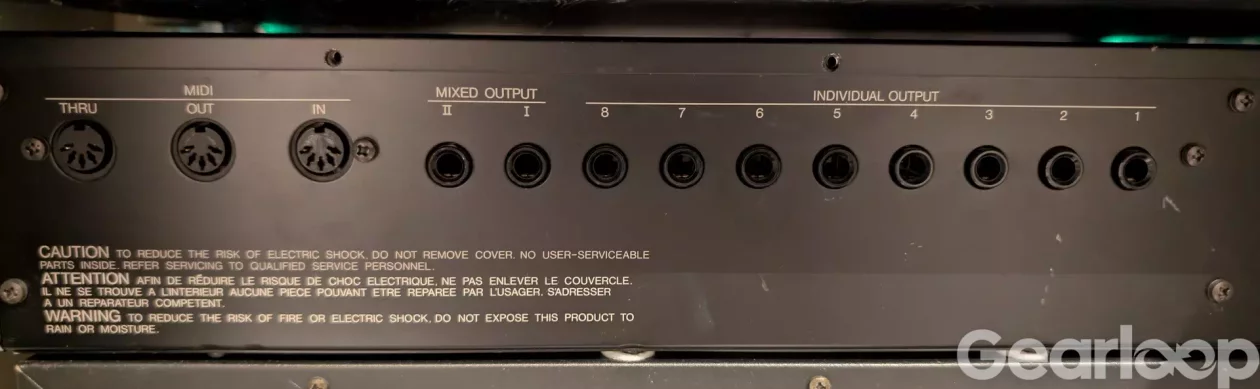 MIDI
THRU OUT IN
MIXED OUTPUT
II I
INDIVIDUAL OUTPUT
8 7 6 5 4 3 2 1
CAUTION TO REDUCE THE RISK OF ELECTRIC SHOCK, DO NOT REMOVE COVER. NO USER-SERVICEABLE
PARTS INSIDE. REFER SERVICING TO QUALIFIED SERVICE PERSONNEL.
ATTENTION AFIN DE RÉDUIRE LE RISQUE DE CHOC ELECTRIQUE, NE PAS ENLEVER LE COUVERCLE.
IL NE SE TROUVE A L'INTERIEUR AUCUNE PIECE POUVANT ETRE REPAREE PAR L'USAGER. S'ADRESSER
A UN REPARATEUR COMPETENT.
WARNING TO REDUCE THE RISK OF FIRE OR ELECTRIC SHOCK, DO NOT EXPOSE THIS PRODUCT TO
RAIN OR MOISTURE.
Gearloop